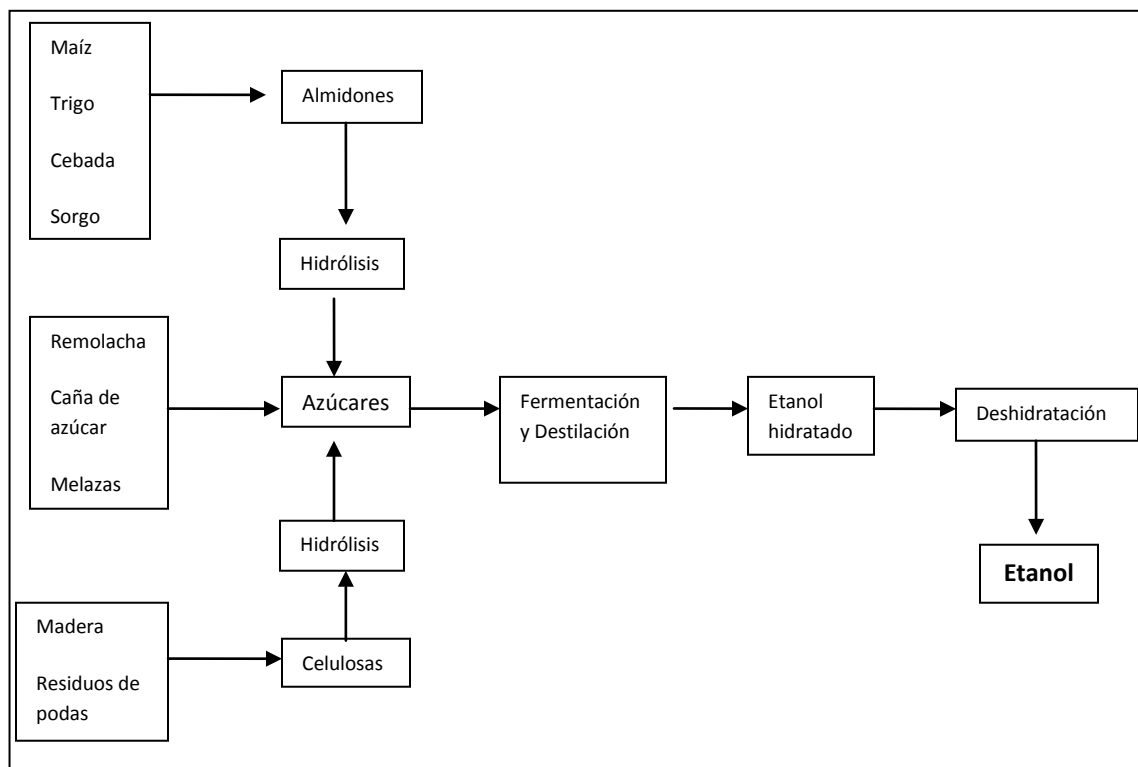 Maíz
Trigo
Cebada
Sorgo
Almidones
Hidrólisis
Remolacha
Caña de
azúcar
Melazas
Azúcares
Fermentación
y Destilación
Etanol
hidratado
Deshidratación
Etanol
Hidrólisis
Madera
Residuos de
podas
Celulosas